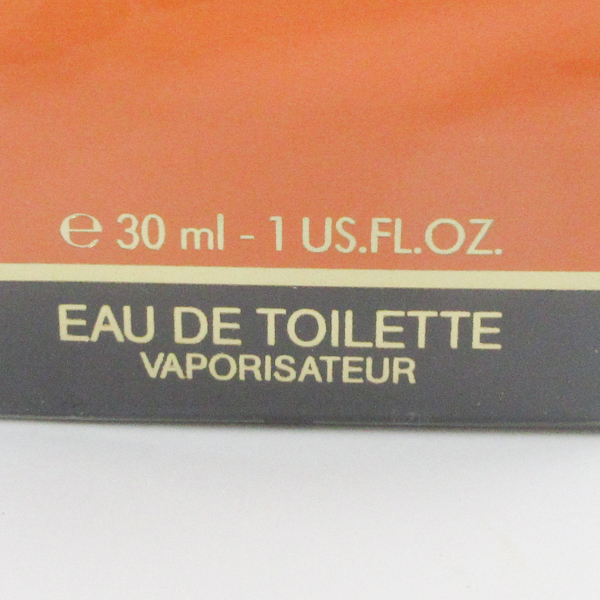 ℮ 30 ml - 1 US.FL.OZ.
EAU DE TOILETTE
VAPORISATEUR